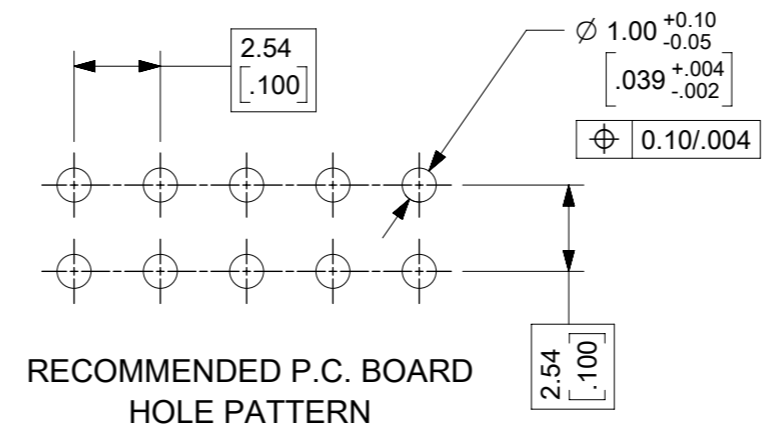 2.54
[.100]
Ø 1.00 +0.10 -0.05
[.039 +.004 -.002]
⌖ 0.10/.004
2.54
[.100]
RECOMMENDED P.C. BOARD
HOLE PATTERN